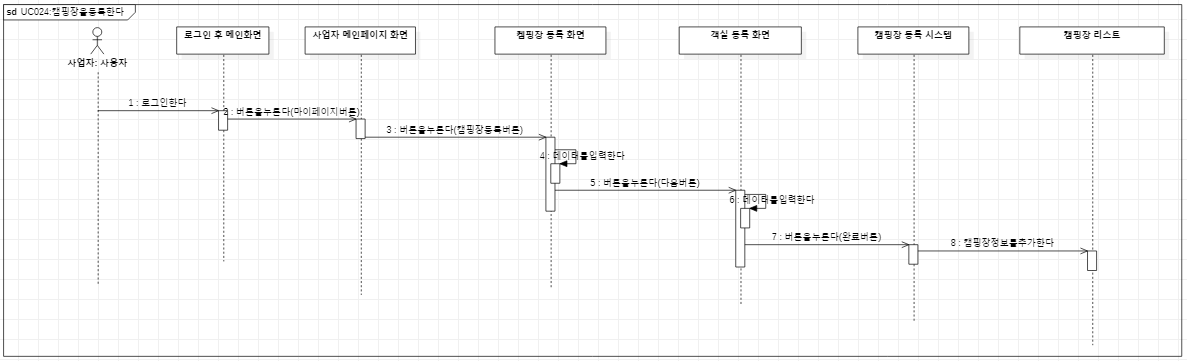 sd UC024:캠핑장을등록한다
로그인 후 메인화면
사업자 메인페이지 화면
캠핑장 등록 화면
객실 등록 화면
캠핑장 등록 시스템
캠핑장 리스트
사업자: 사용자
1 : 로그인한다
2 : 버튼을누른다(마이페이지버튼)
3 : 버튼을누른다(캠핑장등록버튼)
4 : 데이터를입력한다
5 : 버튼을누른다(다음버튼)
6 : 데이터를입력한다
7 : 버튼을누른다(완료버튼)
8 : 캠핑장정보를추가한다